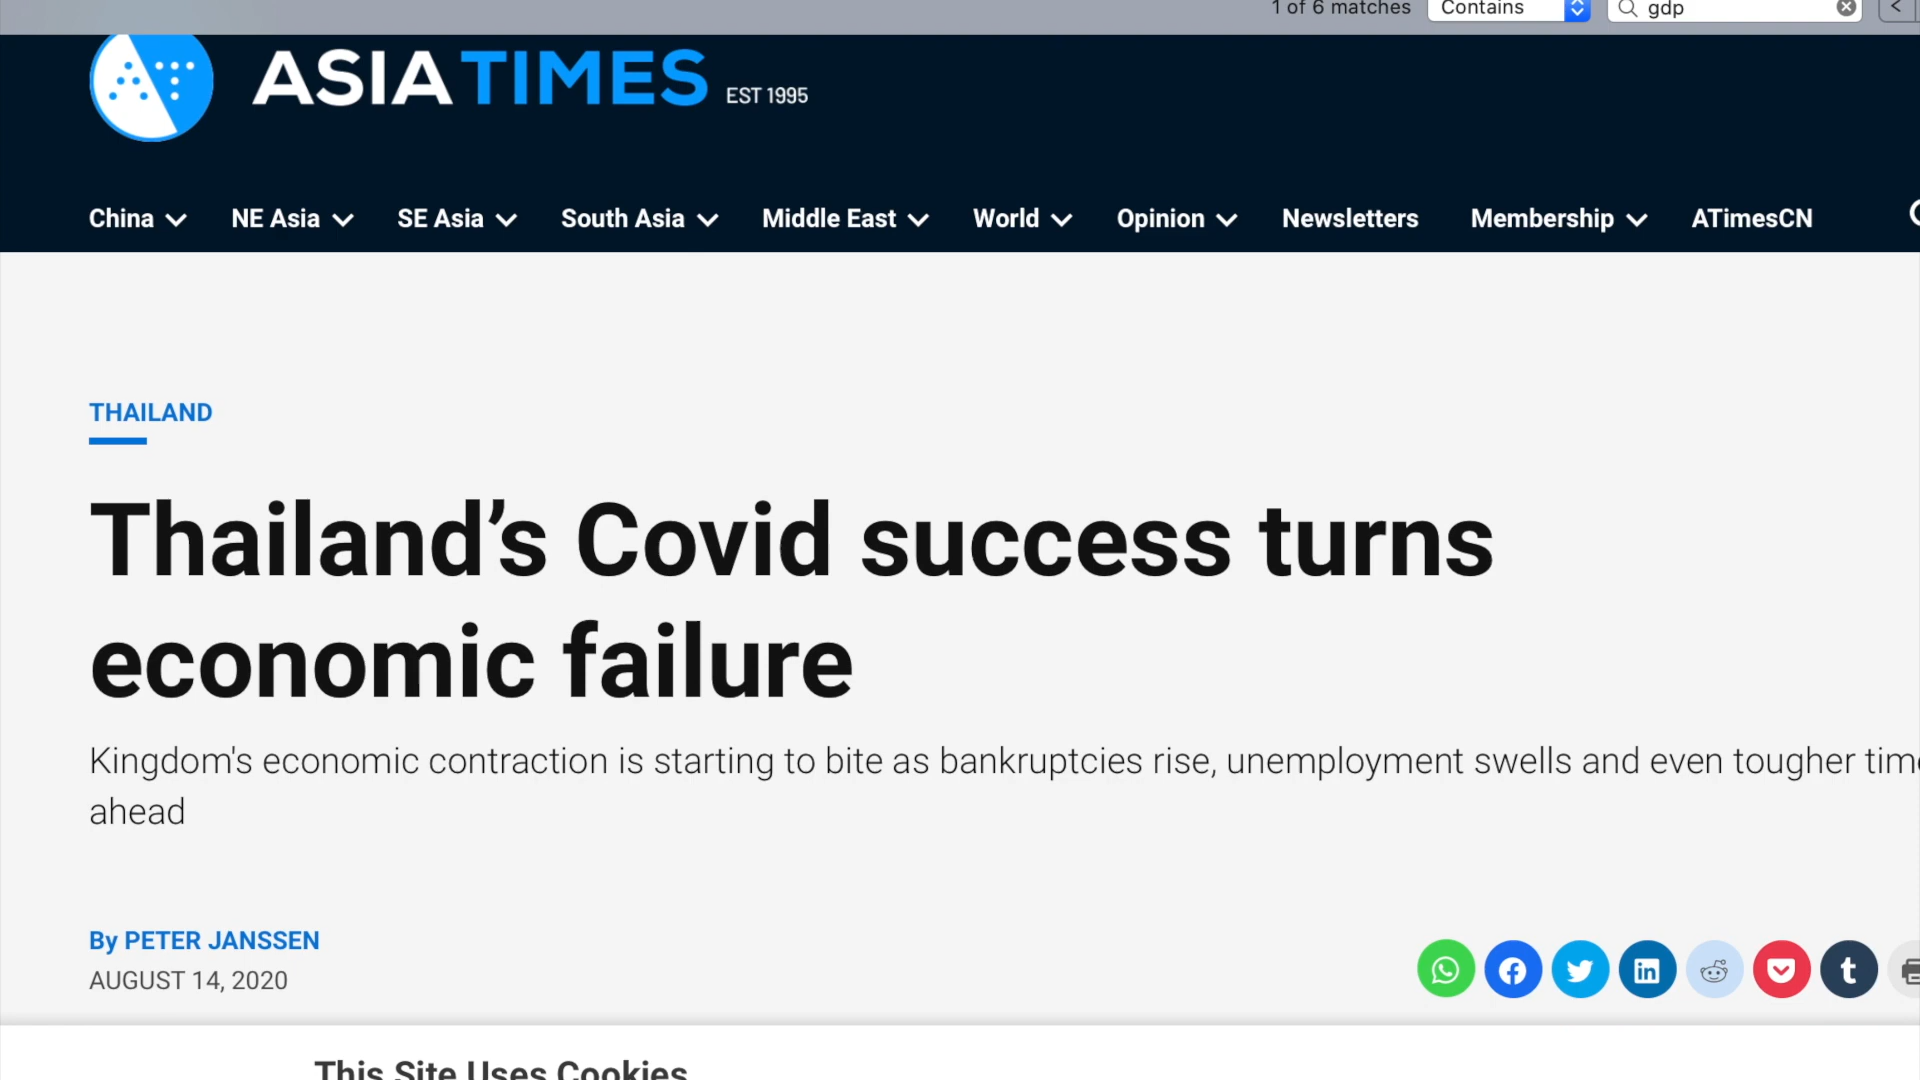 1 of 6 matches Contains gdp
ASIA TIMES EST 1995
China NE Asia SE Asia South Asia Middle East World Opinion Newsletters Membership ATimesCN
THAILAND
Thailand’s Covid success turns
economic failure
Kingdom's economic contraction is starting to bite as bankruptcies rise, unemployment swells and even tougher
ahead
By PETER JANSSEN
AUGUST 14, 2020
This Site Uses Cookies